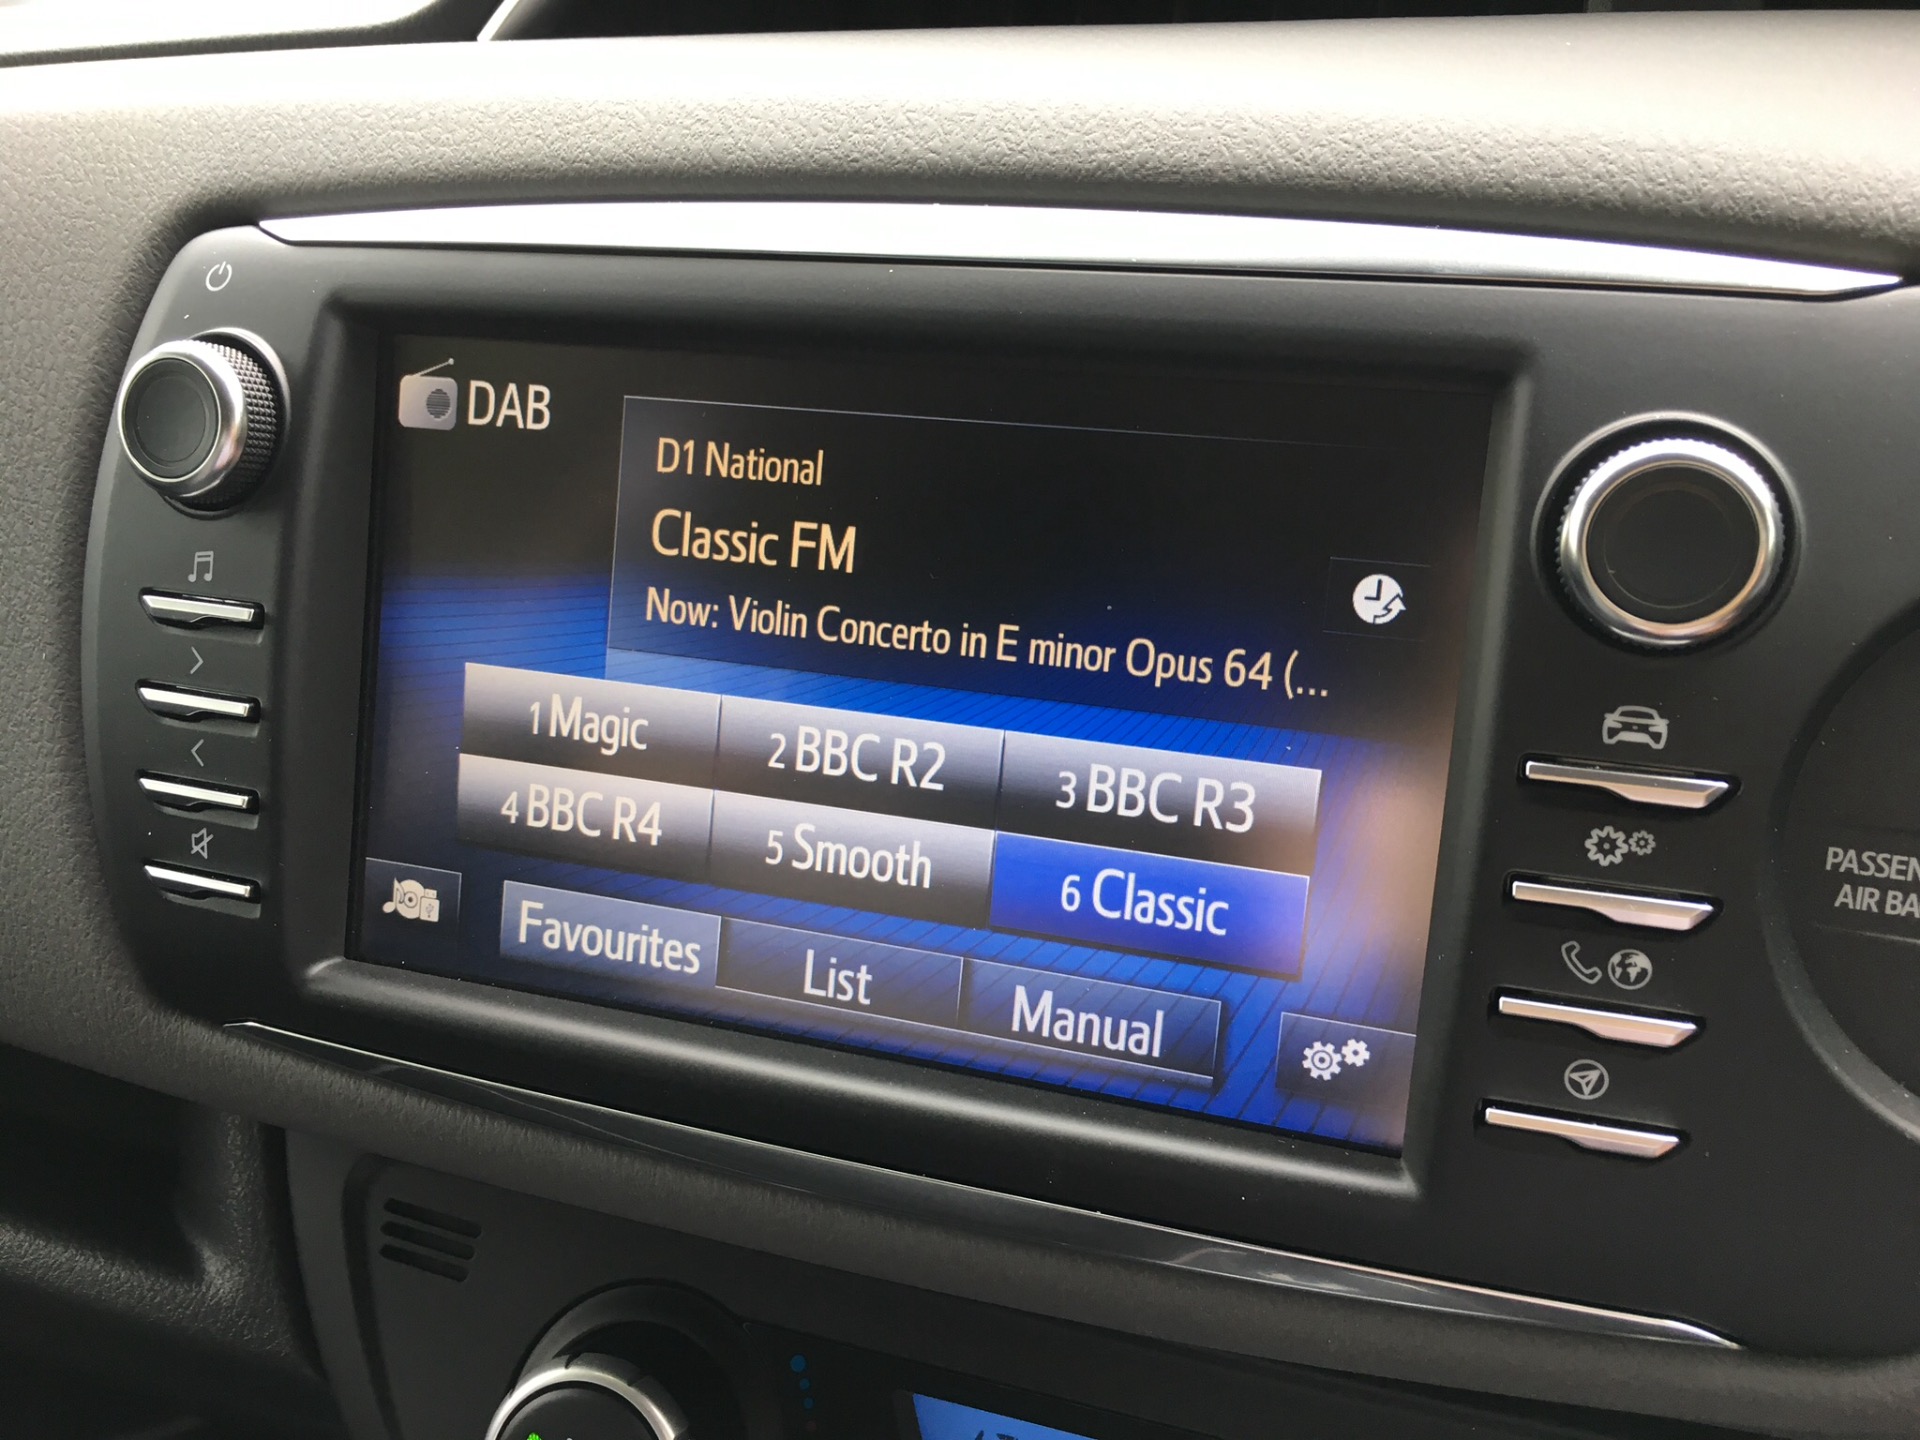 DAB
D1 National
Classic FM
Now: Violin Concerto in E minor Opus 64 (...
1 Magic
2 BBC R2
3 BBC R3
4 BBC R4
5 Smooth
6 Classic
Favourites
List
Manual
PASSEN
AIR BA